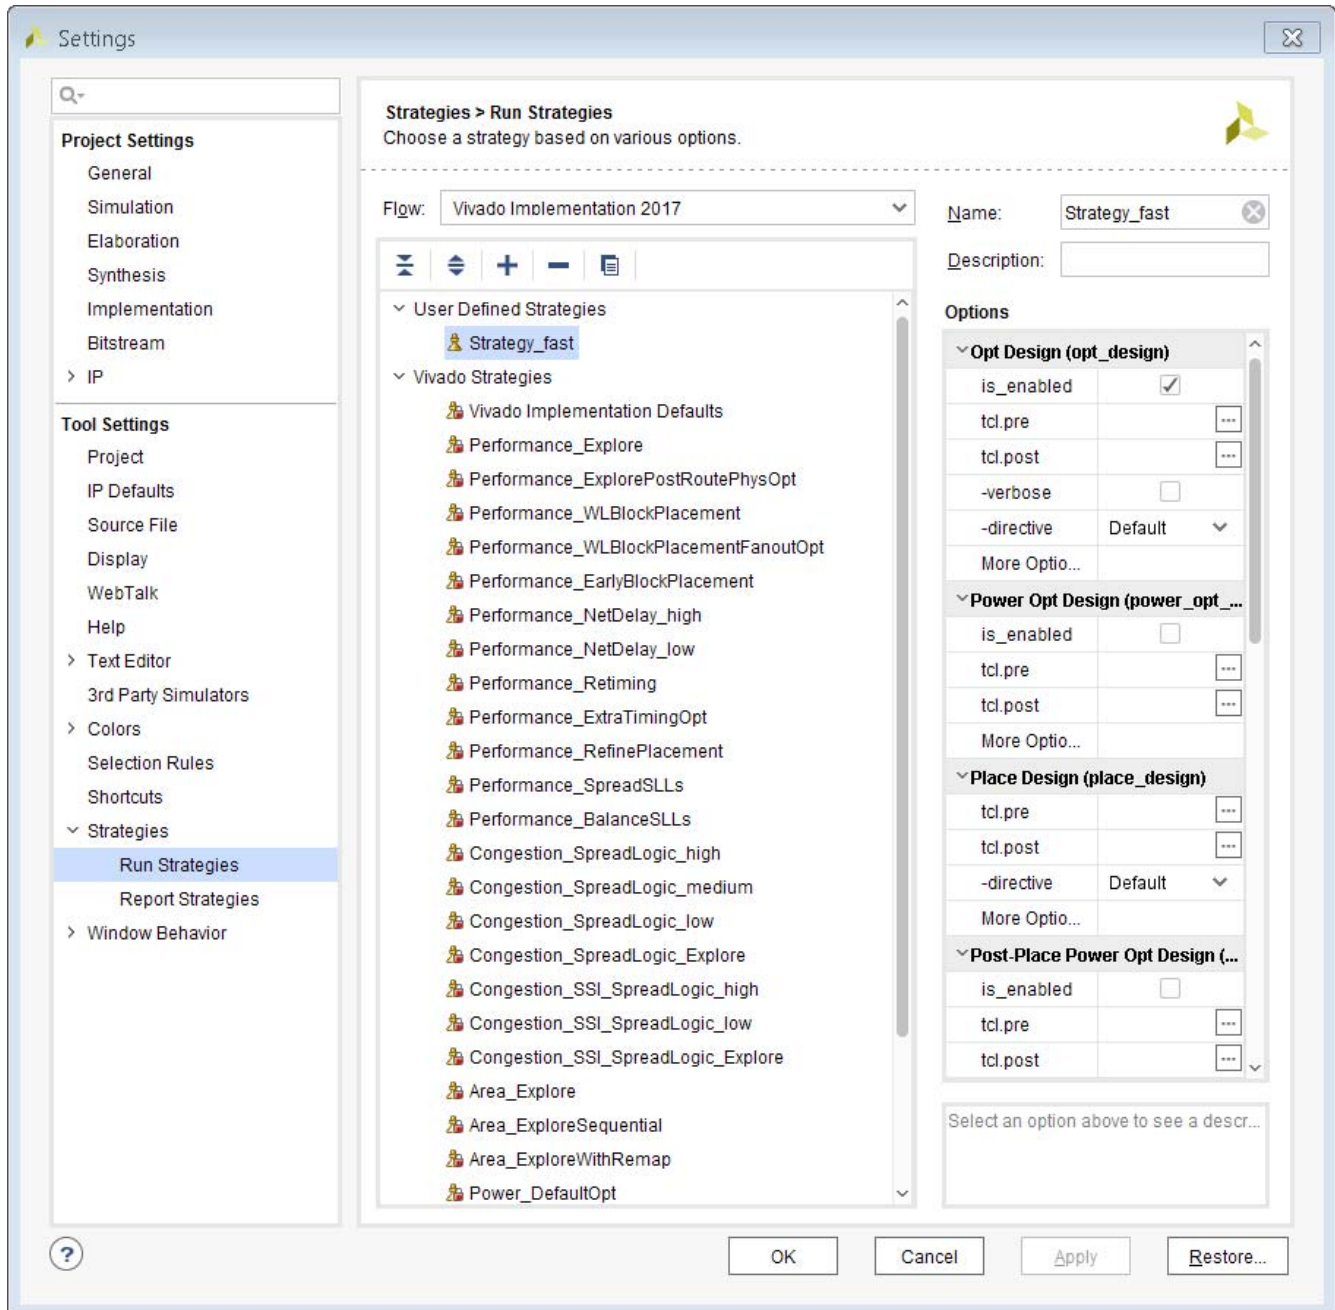 Settings
Project Settings
General
Simulation
Elaboration
Synthesis
Implementation
Bitstream
IP
Tool Settings
Project
IP Defaults
Source File
Display
WebTalk
Help
Text Editor
3rd Party Simulators
Colors
Selection Rules
Shortcuts
Strategies
Run Strategies
Report Strategies
Window Behavior
Strategies > Run Strategies
Choose a strategy based on various options.
Flow: Vivado Implementation 2017
User Defined Strategies
Strategy_fast
Vivado Strategies
Vivado Implementation Defaults
Performance_Explore
Performance_ExplorePostRoutePhysOpt
Performance_WLBlockPlacement
Performance_WLBlockPlacementFanoutOpt
Performance_EarlyBlockPlacement
Performance_NetDelay_high
Performance_NetDelay_low
Performance_Retiming
Performance_ExtraTimingOpt
Performance_RefinePlacement
Performance_SpreadSLLs
Performance_BalanceSLLs
Congestion_SpreadLogic_high
Congestion_SpreadLogic_medium
Congestion_SpreadLogic_low
Congestion_SpreadLogic_Explore
Congestion_SSI_SpreadLogic_high
Congestion_SSI_SpreadLogic_low
Congestion_SSI_SpreadLogic_Explore
Area_Explore
Area_ExploreSequential
Area_ExploreWithRemap
Power_DefaultOpt
Name: Strategy_fast
Description:
Options
Opt Design (opt_design)
is_enabled
tcl.pre ...
tcl.post ...
-verbose
-directive Default
More Optio...
Power Opt Design (power_opt_...
is_enabled
tcl.pre ...
tcl.post ...
More Optio...
Place Design (place_design)
tcl.pre ...
tcl.post ...
-directive Default
More Optio...
Post-Place Power Opt Design (...
is_enabled
tcl.pre ...
tcl.post ...
Select an option above to see a descr...
?
OK Cancel Apply Restore...